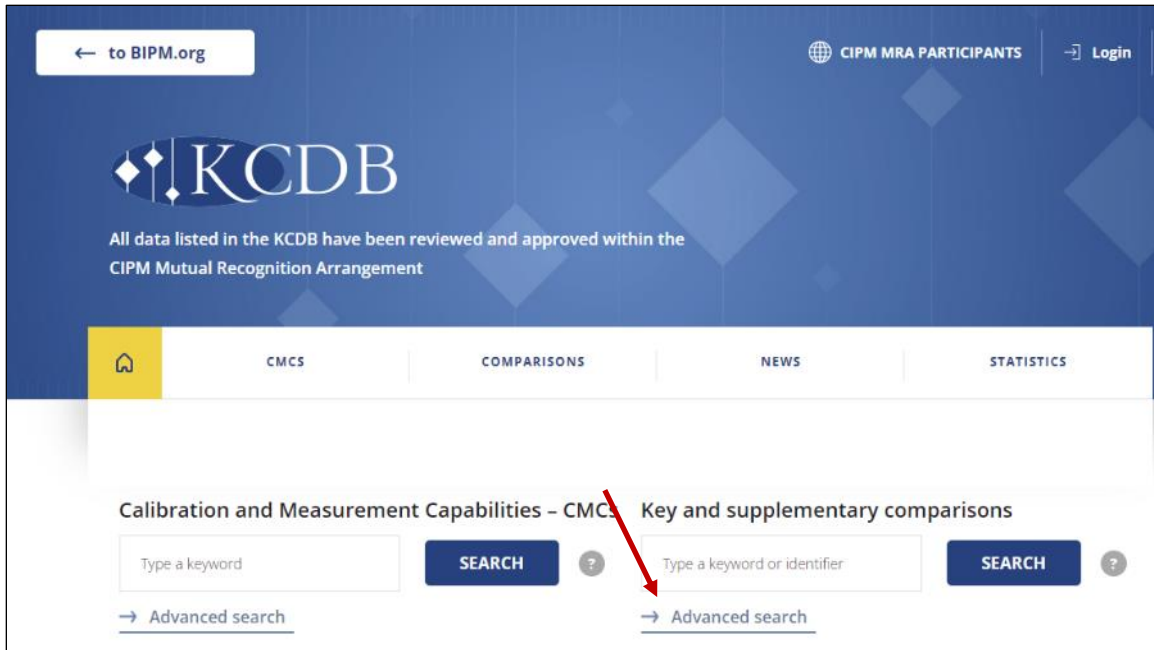 ← to BIPM.org
CIPM MRA PARTICIPANTS
Login
KCDB
All data listed in the KCDB have been reviewed and approved within the
CIPM Mutual Recognition Arrangement
CMCS
COMPARISONS
NEWS
STATISTICS
Calibration and Measurement Capabilities – CMCs
Type a keyword
SEARCH
?
→ Advanced search
Key and supplementary comparisons
Type a keyword or identifier
SEARCH
?
→ Advanced search